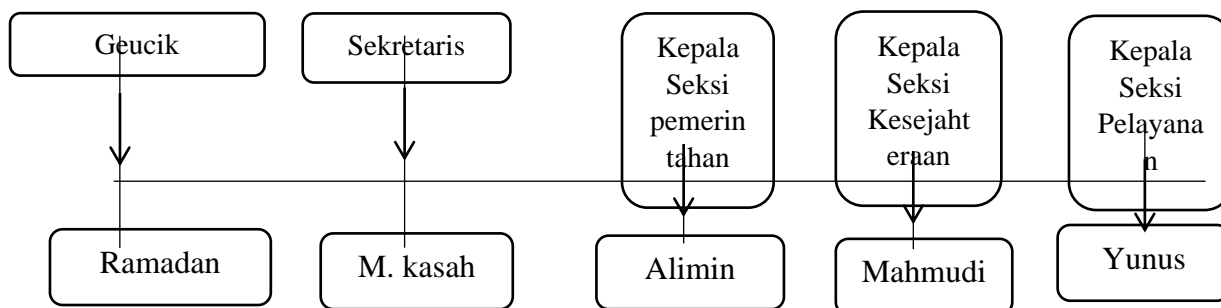 Geucik
Sekretaris
Kepala
Seksi
pemerin
tahan
Kepala
Seksi
Kesejaht
eraan
Kepala
Seksi
Pelayana
n
Ramadan
M. kasah
Alimin
Mahmudi
Yunus